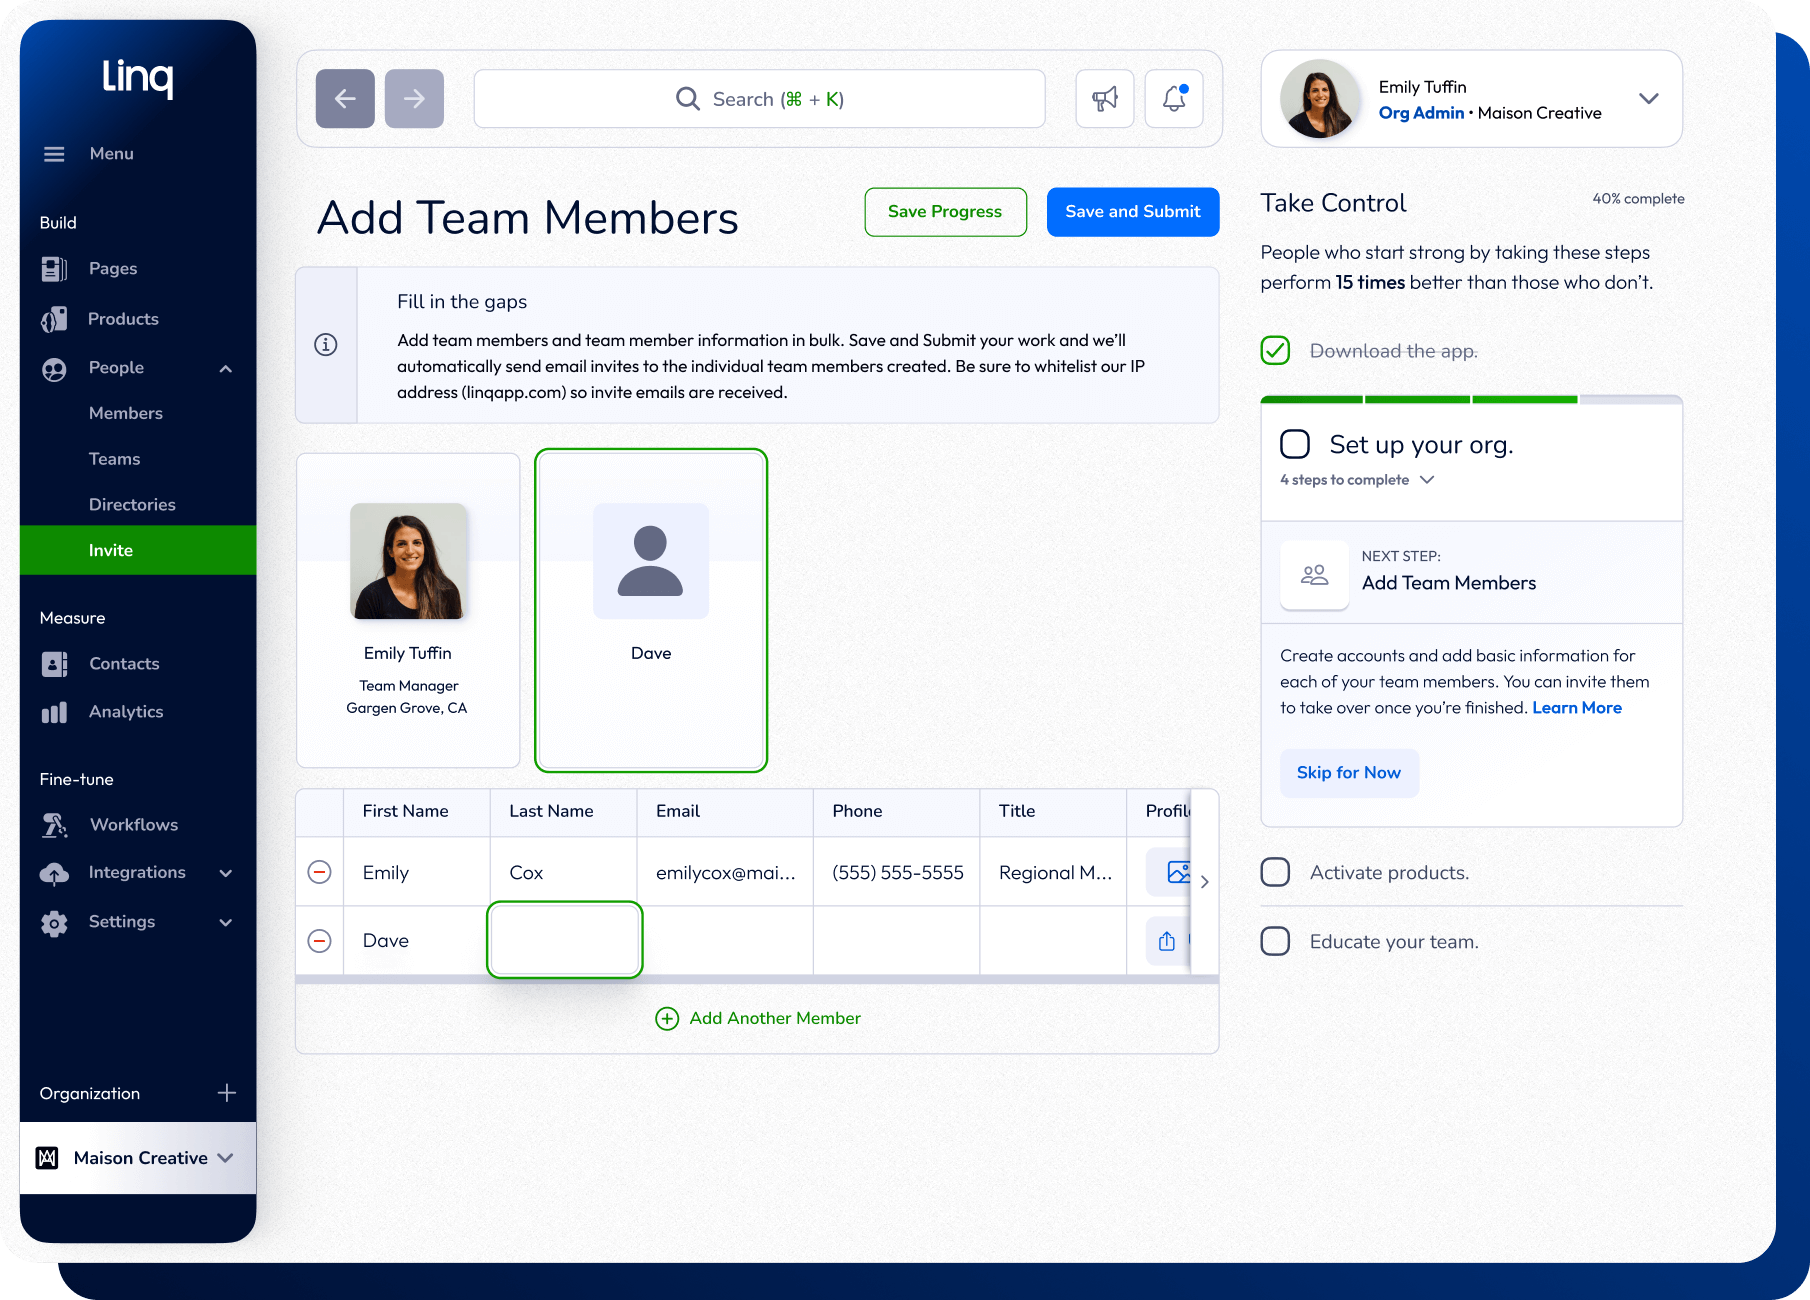 Linq
Menu
Build
Pages
Products
People
Members
Teams
Directories
Invite
Measure
Contacts
Analytics
Fine-tune
Workflows
Integrations
Settings
Organization
Maison Creative
Search (⌘ + K)
Emily Tuffin
Org Admin • Maison Creative
Add Team Members
Save Progress
Save and Submit
Fill in the gaps
Add team members and team member information in bulk. Save and Submit your work and we'll
automatically send email invites to the individual team members created. Be sure to whitelist our IP
address (linqapp.com) so invite emails are received.
Emily Tuffin
Team Manager
Gargen Grove, CA
Dave
First Name Last Name Email Phone Title Profile
Emily Cox emilycox@mai... (555) 555-5555 Regional M...
Dave
Add Another Member
Take Control
40% complete
People who start strong by taking these steps
perform 15 times better than those who don't.
Download the app.
Set up your org.
4 steps to complete
NEXT STEP:
Add Team Members
Create accounts and add basic information for
each of your team members. You can invite them
to take over once you're finished. Learn More
Skip for Now
Activate products.
Educate your team.